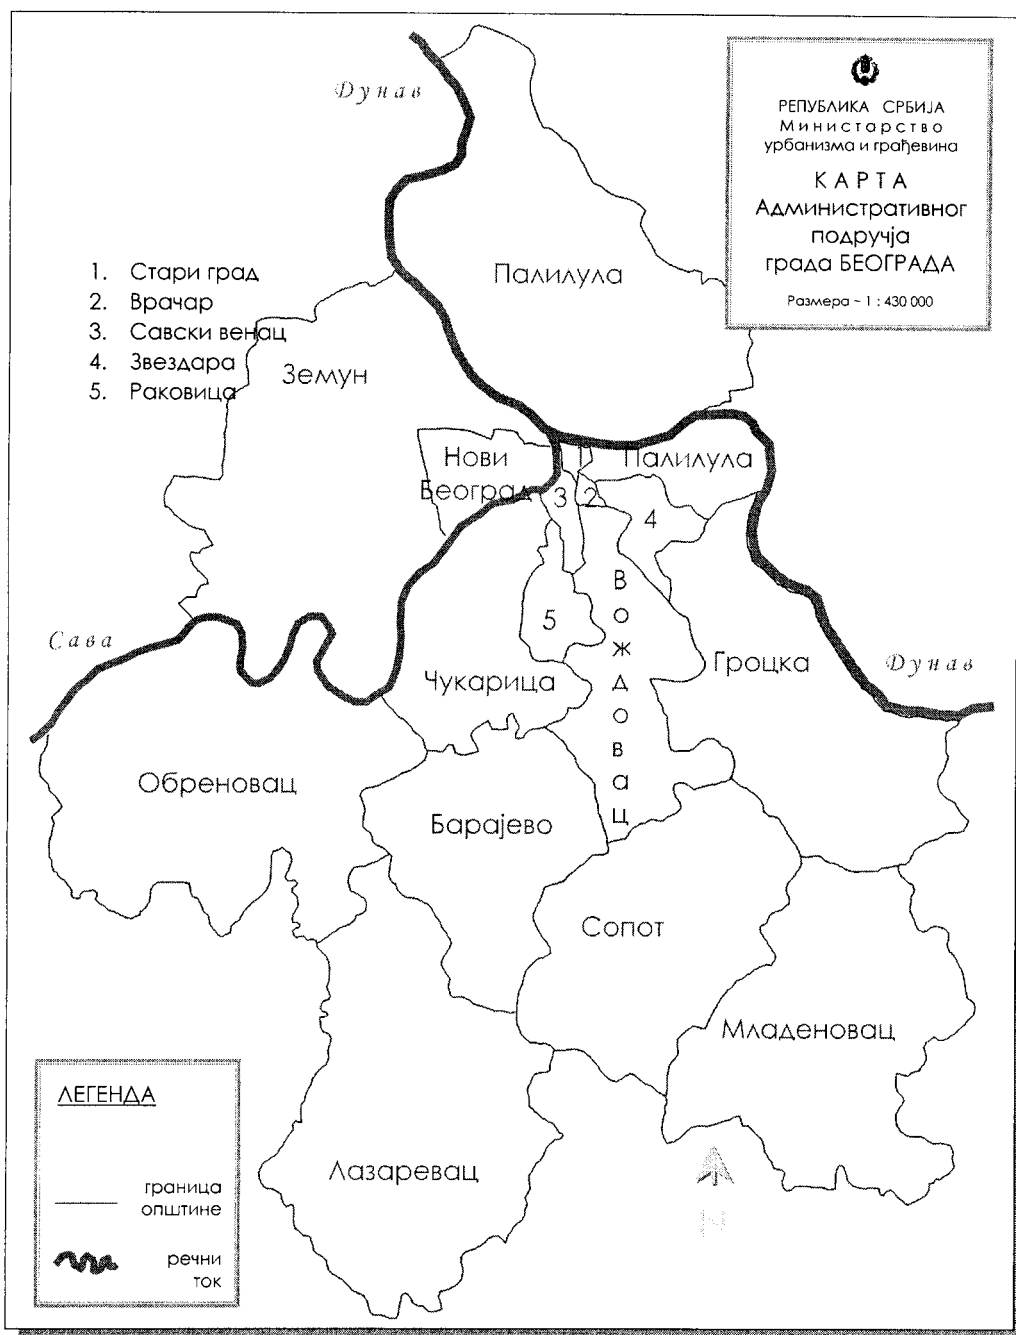 Дунав
РЕПУБЛИКА СРБИЈА
Министарство
урбанизма и грађевина
КАРТА
Административног
подручја
града БЕОГРАДА
Размера ~ 1 : 430 000
1. Стари град
2. Врачар
3. Савски венац
4. Звездара
5. Раковица
Палилула
Земун
Нови
Београд
1
Палилула
3
2
4
Вождовац
5
Сава
Чукарица
Гроцка
Дунав
Обреновац
Барајево
Сопот
Младеновац
Лазаревац
N
ЛЕГЕНДА
граница
општине
речни
ток